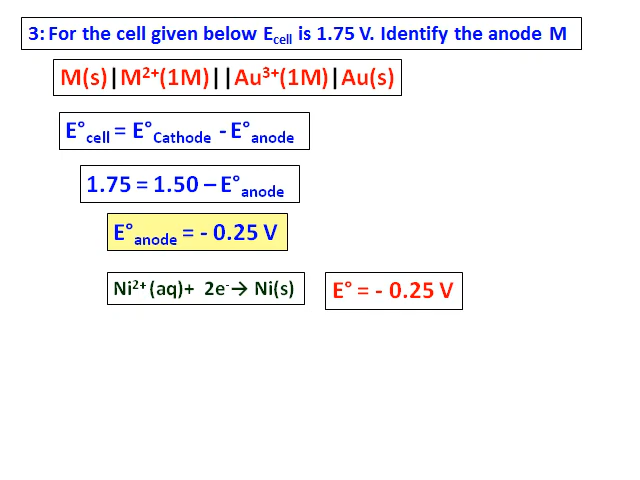 3: For the cell given below Ecell is 1.75 V. Identify the anode M
M(s)|M²⁺(1M)||Au³⁺(1M)|Au(s)
E°cell = E°Cathode - E°anode
1.75 = 1.50 – E°anode
E°anode = - 0.25 V
Ni²⁺ (aq)+ 2e⁻→ Ni(s) E° = - 0.25 V